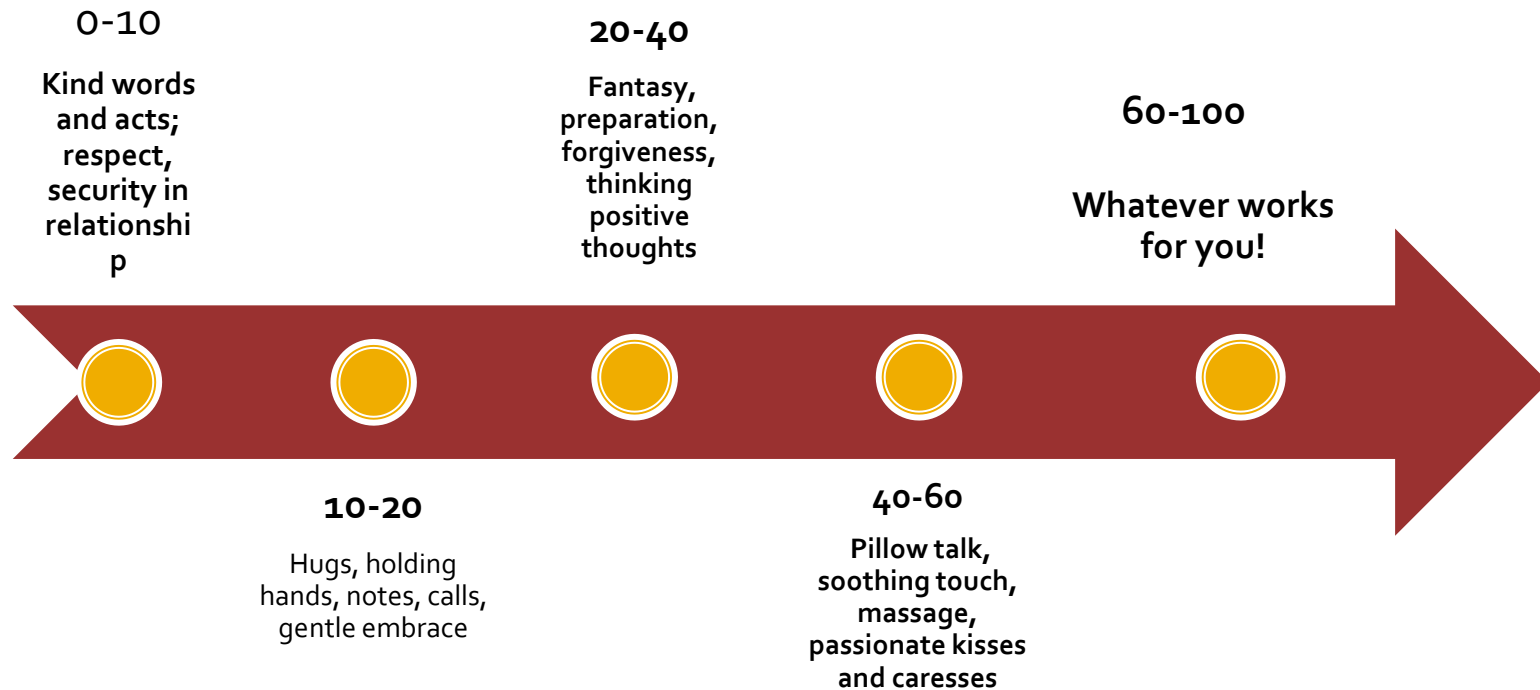 0-10
Kind words
and acts;
respect,
security in
relationshi
p
10-20
Hugs, holding
hands, notes, calls,
gentle embrace
20-40
Fantasy,
preparation,
forgiveness,
thinking
positive
thoughts
40-60
Pillow talk,
soothing touch,
massage,
passionate kisses
and caresses
60-100
Whatever works
for you!